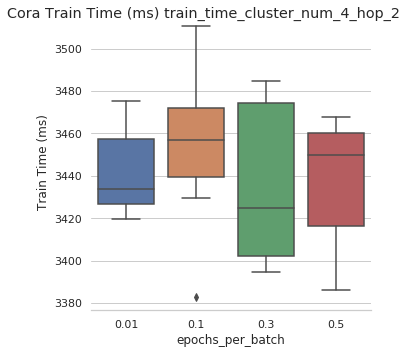 Cora Train Time (ms) train_time_cluster_num_4_hop_2
3500
3480
3460
3440
3420
3400
3380
Train Time (ms)
0.01 0.1 0.3 0.5
epochs_per_batch